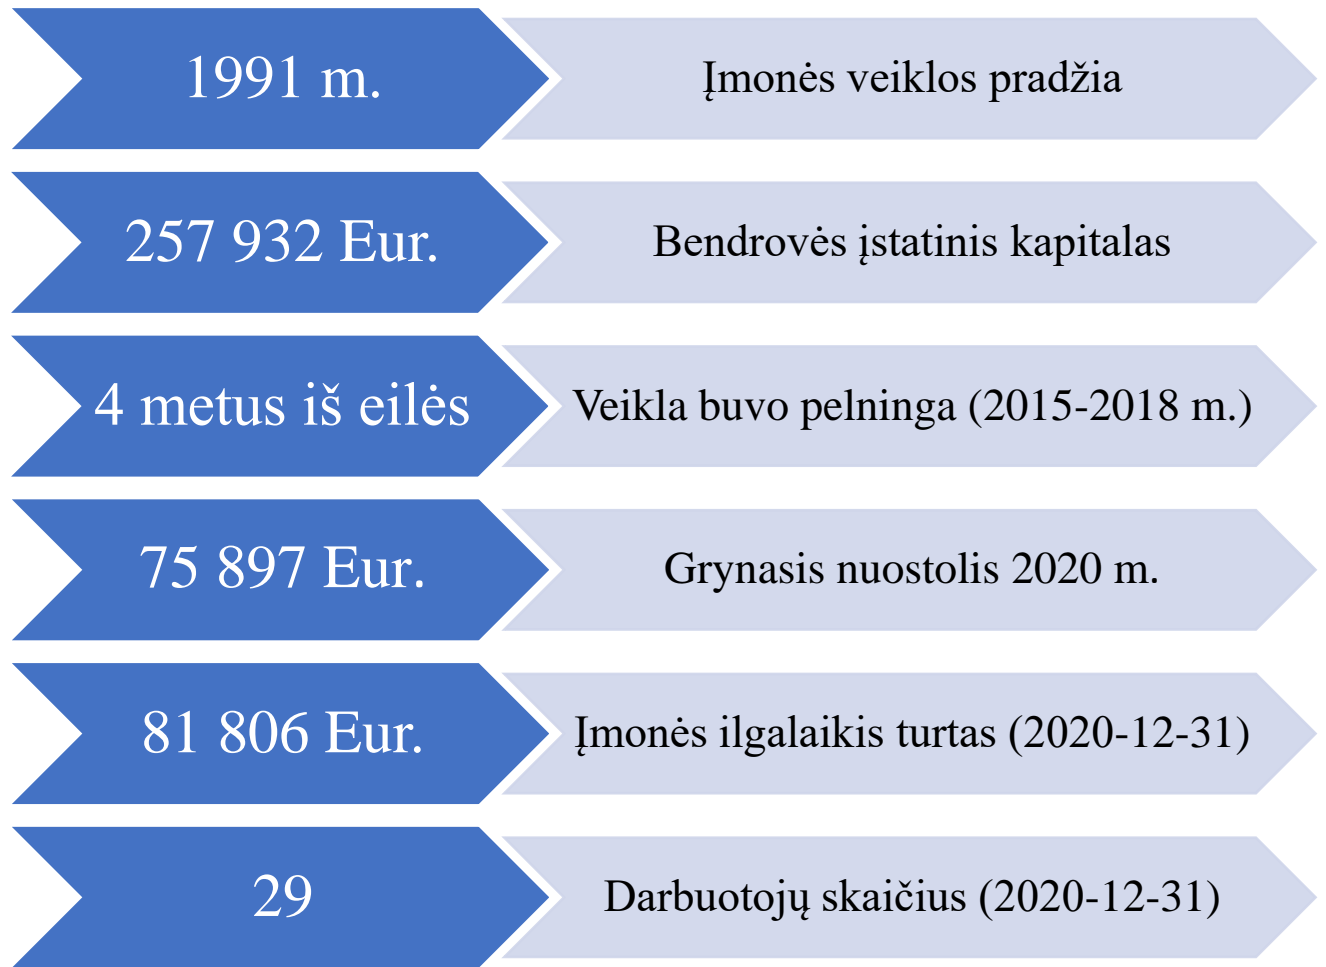 1991 m.
Įmonės veiklos pradžia
257 932 Eur.
Bendrovės įstatinis kapitalas
4 metus iš eilės
Veikla buvo pelninga (2015-2018 m.)
75 897 Eur.
Grynasis nuostolis 2020 m.
81 806 Eur.
Įmonės ilgalaikis turtas (2020-12-31)
29
Darbuotojų skaičius (2020-12-31)